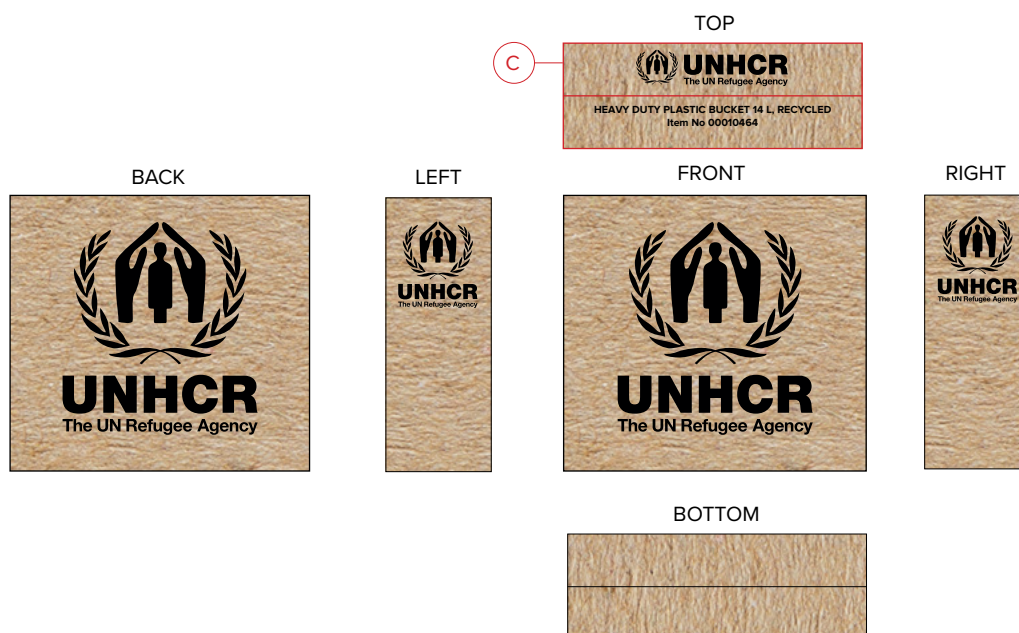 TOP
C
UNHCR
The UN Refugee Agency
HEAVY DUTY PLASTIC BUCKET 14 L, RECYCLED
Item No 00010464
BACK
LEFT
FRONT
RIGHT
UNHCR
The UN Refugee Agency
UNHCR
The UN Refugee Agency
UNHCR
The UN Refugee Agency
UNHCR
The UN Refugee Agency
BOTTOM